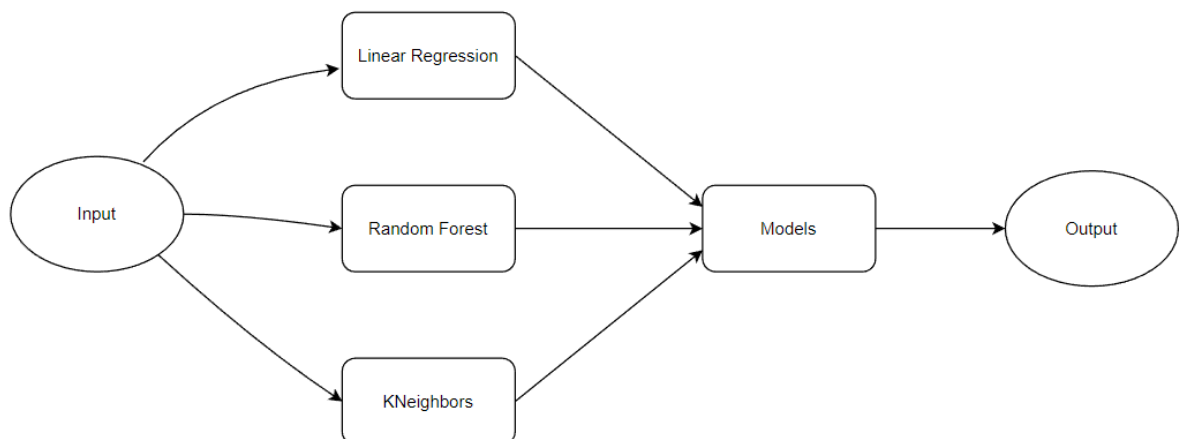 Linear Regression
Input
Random Forest
Models
Output
KNeighbors